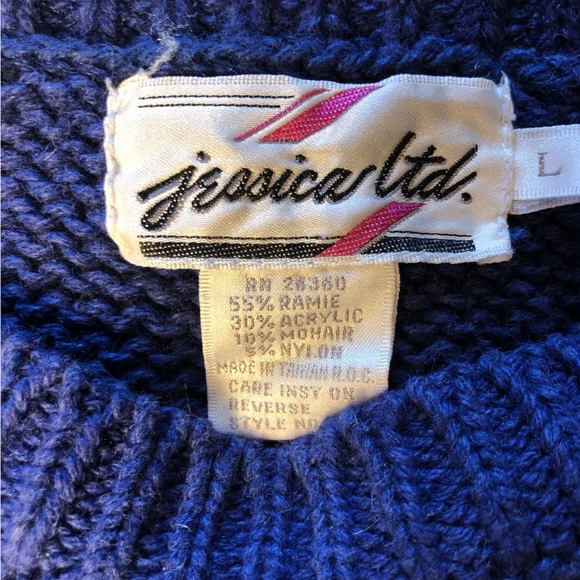 jessica ltd.
L
RN 26360
55% RAMIE
30% ACRYLIC
10% MOHAIR
5% NYLON
MADE IN TAIWAN R.O.C.
CARE INST ON
REVERSE
STYLE NO